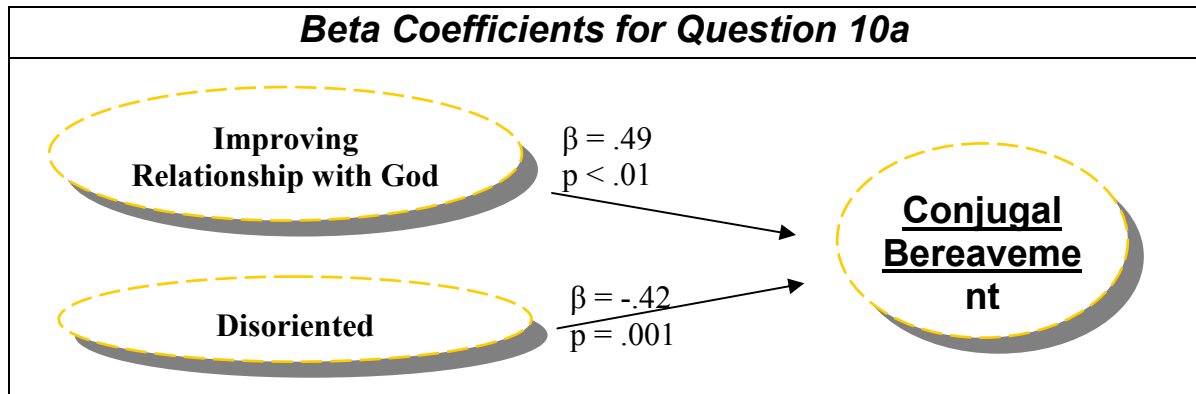 Beta Coefficients for Question 10a
Improving
Relationship with God
β = .49
p < .01
Disoriented
β = -.42
p = .001
Conjugal
Bereaveme
nt